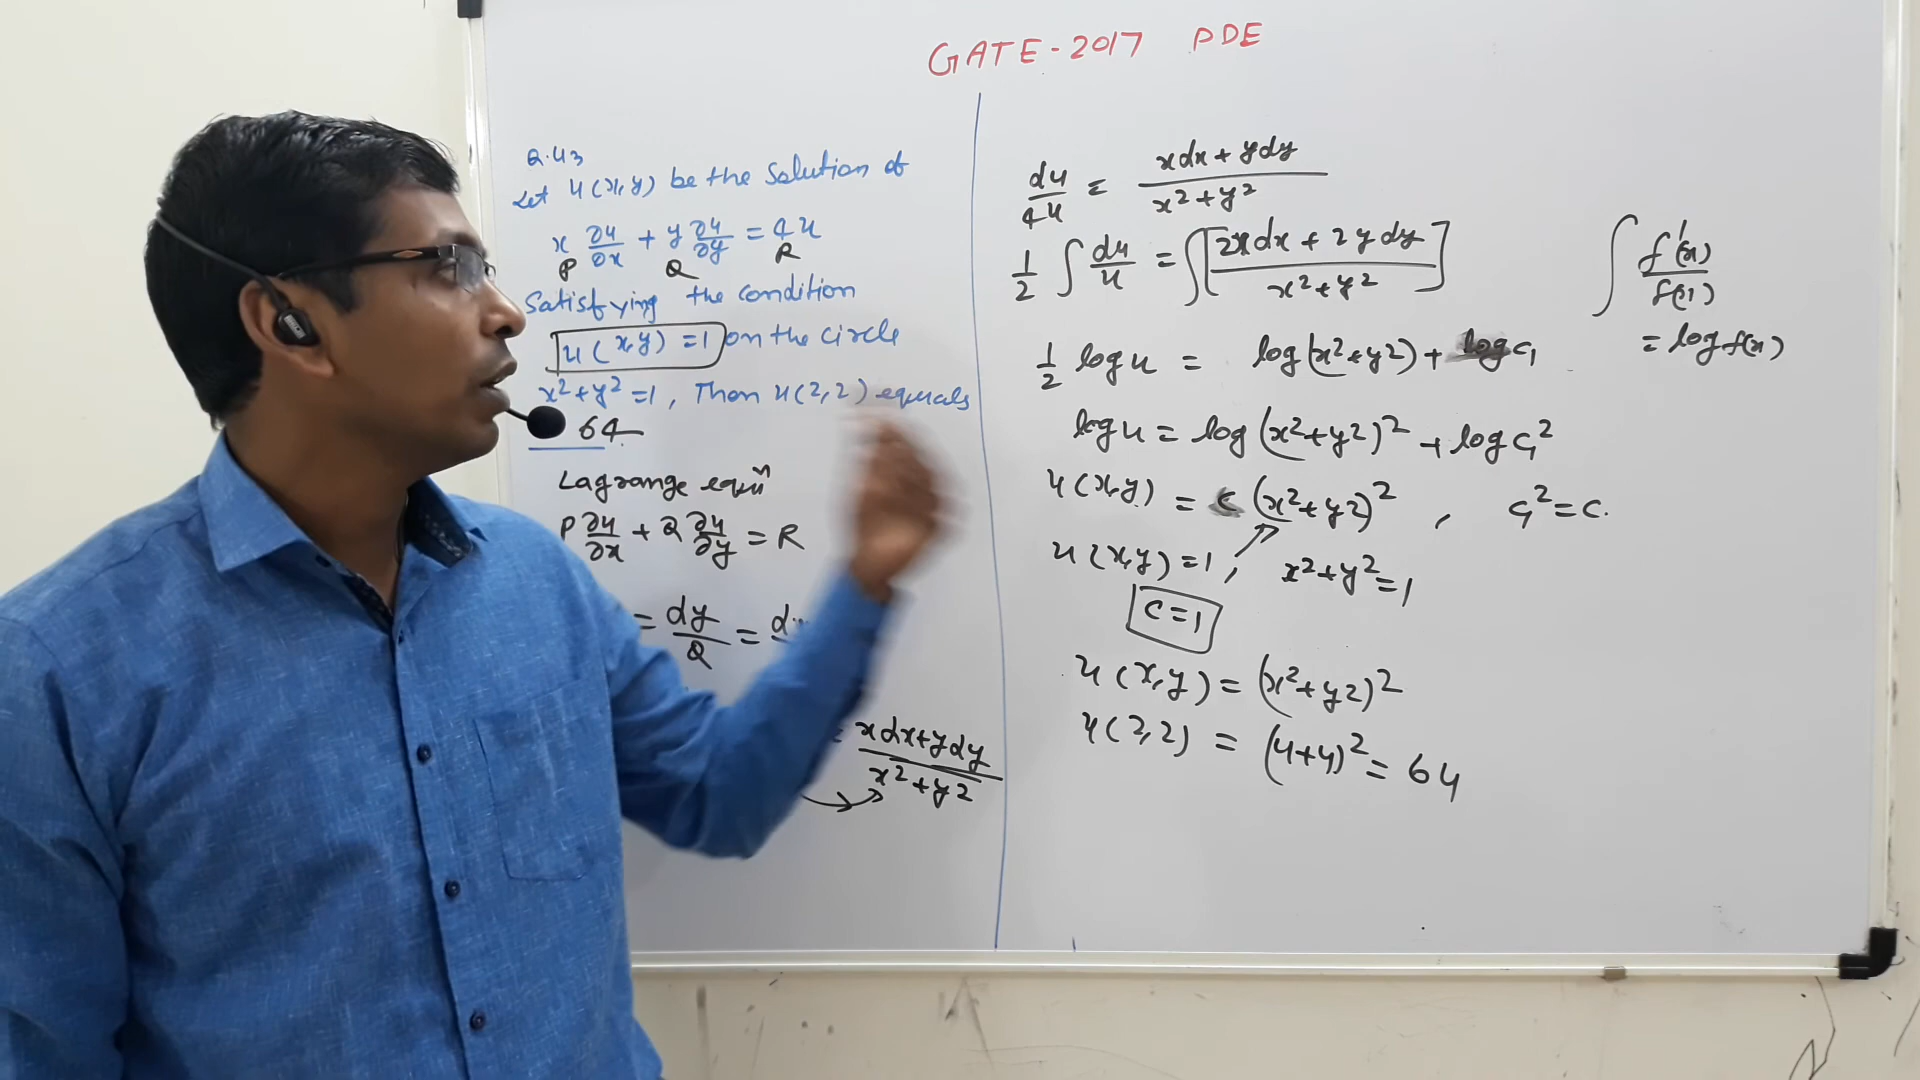 GATE-2017 PDE
Q.43
Let u(x,y) be the solution of
x ∂u/∂x + y ∂u/∂y = 4u
P Q R
Satisfying the condition
u(x,y) = 1 on the circle
x²+y²=1, Then u(2,2) equals
64
Lagrange equⁿ
P ∂u/∂x + Q ∂u/∂y = R
= dy/Q =
xdx+ydy / x²+y²
du/4u = xdx+ydy / x²+y²
1/2 ∫ du/u = ∫[2xdx+2ydy / x²+y²]
1/2 log u = log(x²+y²) + log c₁
log u = log(x²+y²)² + log c₁²
u(x,y) = c (x²+y²)² , c₁²=c.
u(x,y)=1, x²+y²=1
c=1
u(x,y) = (x²+y²)²
u(2,2) = (4+4)² = 64
∫ f'(x)/f(x)
= log f(x)